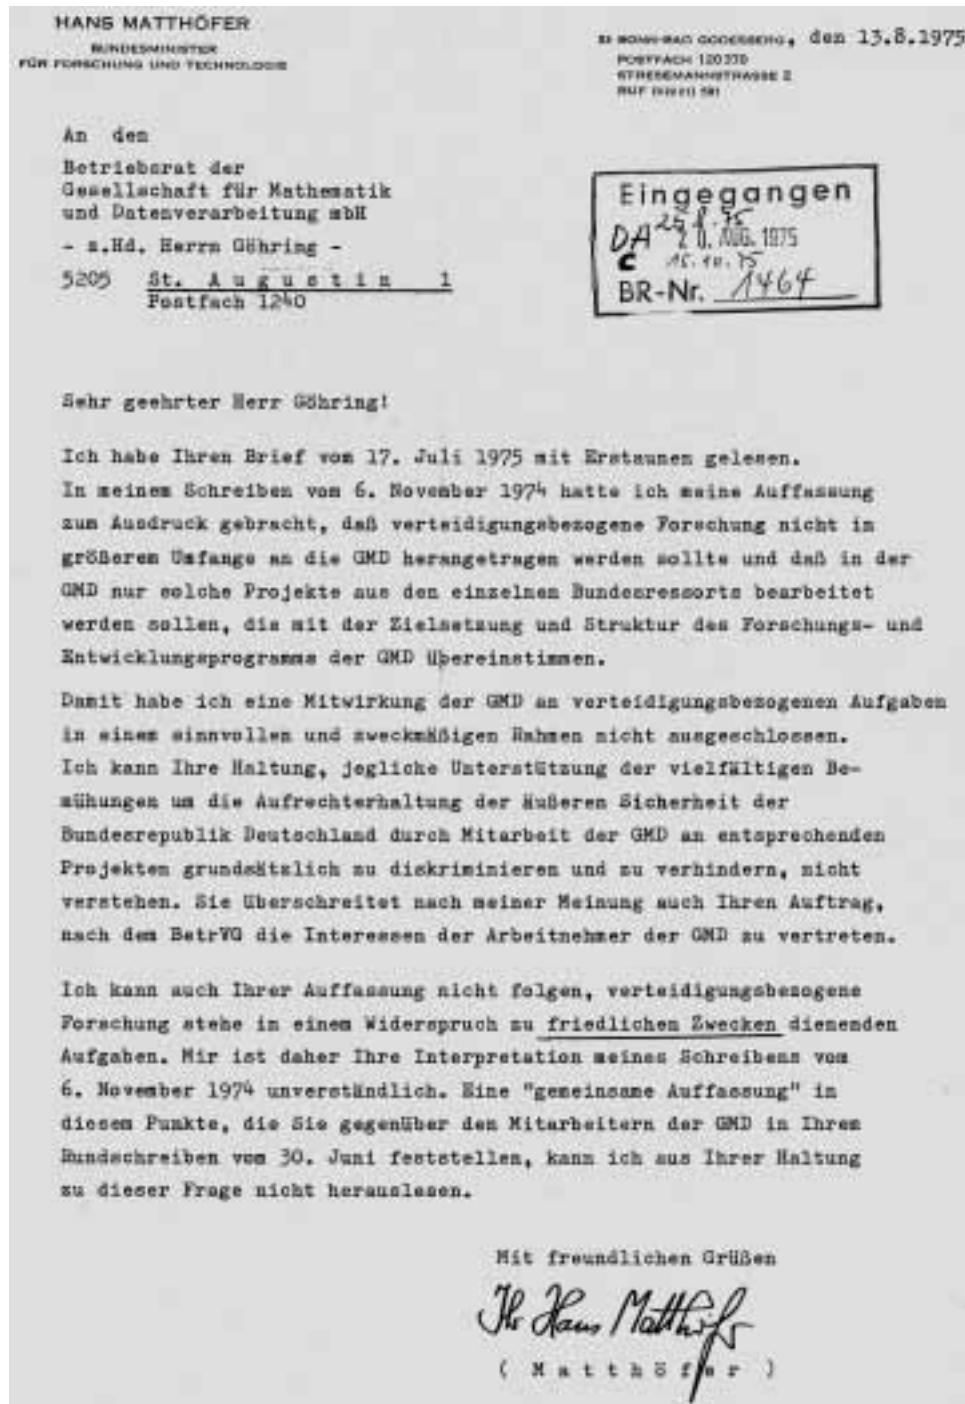 HANS MATTHÖFER
BUNDESMINISTER
FÜR FORSCHUNG UND TECHNOLOGIE
53 BONN-BAD GODESBERG, den 13.8.1975
POSTFACH 120370
STRESEMANNSTRASSE 2
RUF
An den
Betriebsrat der
Gesellschaft für Mathematik
und Datenverarbeitung mbH
- z.Hd. Herrn Göhring -
5205 St. Augustin 1
Postfach 1240
Eingegangen
25.8.75
DA 20. AUG. 1975
C 15.10.75
BR-Nr. 1464
Sehr geehrter Herr Göhring!
Ich habe Ihren Brief vom 17. Juli 1975 mit Erstaunen gelesen.
In meinem Schreiben vom 6. November 1974 hatte ich meine Auffassung
zum Ausdruck gebracht, daß verteidigungsbezogene Forschung nicht in
größerem Umfange an die GMD herangetragen werden sollte und daß in der
GMD nur solche Projekte aus den einzelnen Bundesressorts bearbeitet
werden sollen, die mit der Zielsetzung und Struktur des Forschungs- und
Entwicklungsprogramms der GMD übereinstimmen.
Damit habe ich eine Mitwirkung der GMD an verteidigungsbezogenen Aufgaben
in einem sinnvollen und zweckmäßigen Rahmen nicht ausgeschlossen.
Ich kann Ihre Haltung, jegliche Unterstützung der vielfältigen Be-
mühungen um die Aufrechterhaltung der äußeren Sicherheit der
Bundesrepublik Deutschland durch Mitarbeit der GMD an entsprechenden
Projekten grundsätzlich zu diskriminieren und zu verhindern, nicht
verstehen. Sie überschreitet nach meiner Meinung auch Ihren Auftrag,
nach dem BetrVG die Interessen der Arbeitnehmer der GMD zu vertreten.
Ich kann auch Ihrer Auffassung nicht folgen, verteidigungsbezogene
Forschung stehe in einem Widerspruch zu friedlichen Zwecken dienenden
Aufgaben. Mir ist daher Ihre Interpretation meines Schreibens vom
6. November 1974 unverständlich. Eine "gemeinsame Auffassung" in
diesem Punkte, die Sie gegenüber den Mitarbeitern der GMD in Ihrem
Rundschreiben vom 30. Juni feststellen, kann ich aus Ihrer Haltung
zu dieser Frage nicht herauslesen.
Mit freundlichen Grüßen
Ihr Hans Matthöfer
( Matthöfer )